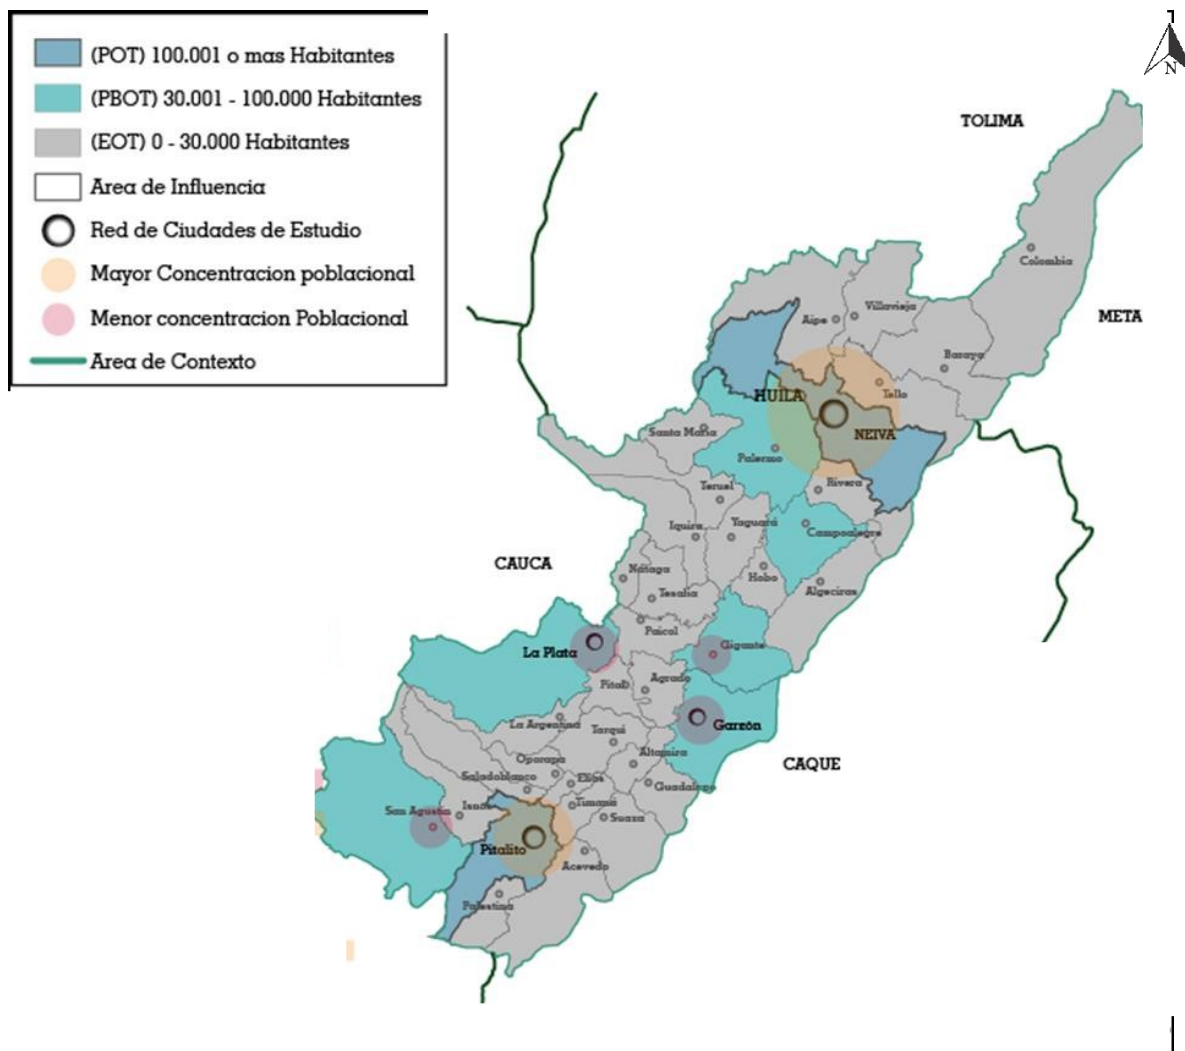 (POT) 100.001 o mas Habitantes
(PBOT) 30.001 - 100.000 Habitantes
(EOT) 0 - 30.000 Habitantes
Area de Influencia
Red de Ciudades de Estudio
Mayor Concentracion poblacional
Menor concentracion Poblacional
Area de Contexto
N
TOLIMA
Colombia
META
Villavieja
Aipe
Baraya
Tello
HUILA
NEIVA
Santa Maria
Palermo
Rivera
Teruel
Iquira
Yaguará
Campoalegre
CAUCA
Nátaga
Hobo
Tesalia
Algeciras
Paicol
La Plata
Gigante
Pital
Agrado
La Argentina
Tarqui
Garzón
Altamira
CAQUE
Oporapa
Saladoblanco
Elías
Guadalupe
San Agustín
Isnos
Timaná
Suaza
Pitalito
Acevedo
Palestina